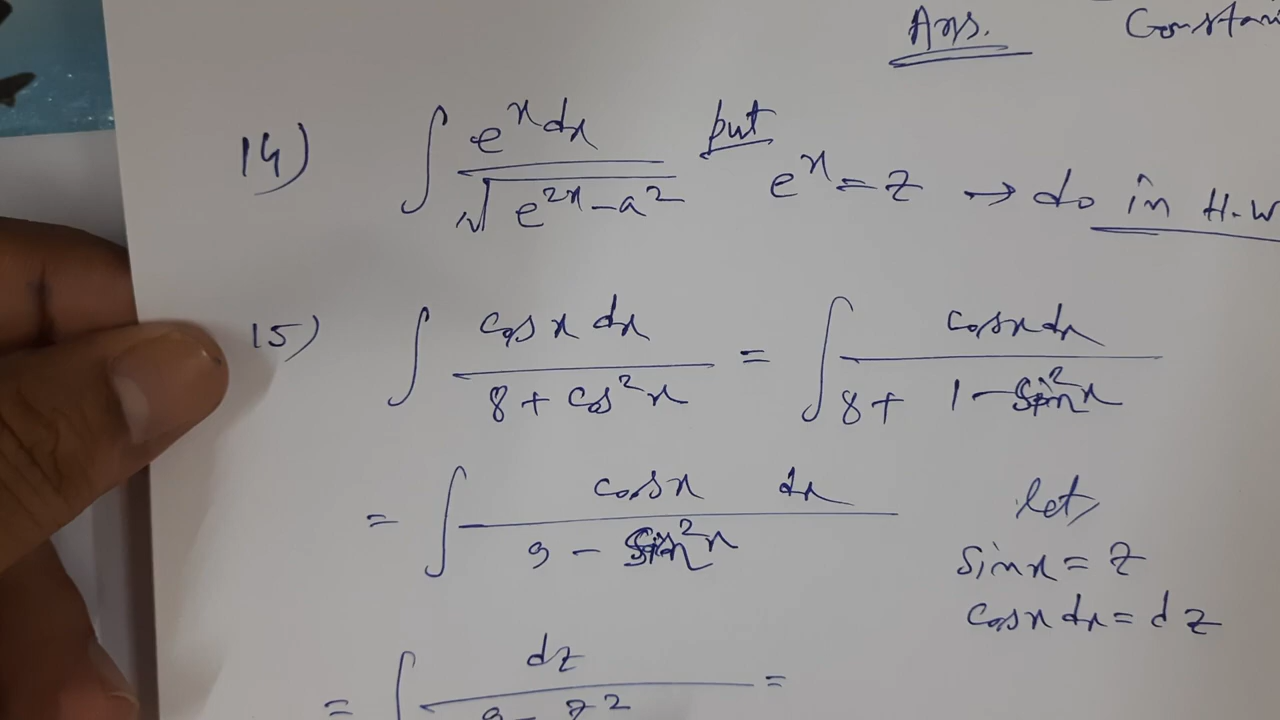 Ans. Constan
14) ∫ e^x dx / √(e^{2x} - a^2) put e^x = z → do in H.W
15) ∫ cos x dx / (8 + cos^2 x) = ∫ cos x dx / (8 + 1 - sin^2 x)
= ∫ cos x dx / (9 - sin^2 x) let,
sin x = z
cos x dx = dz
= ∫ dz / (9 - z^2) =